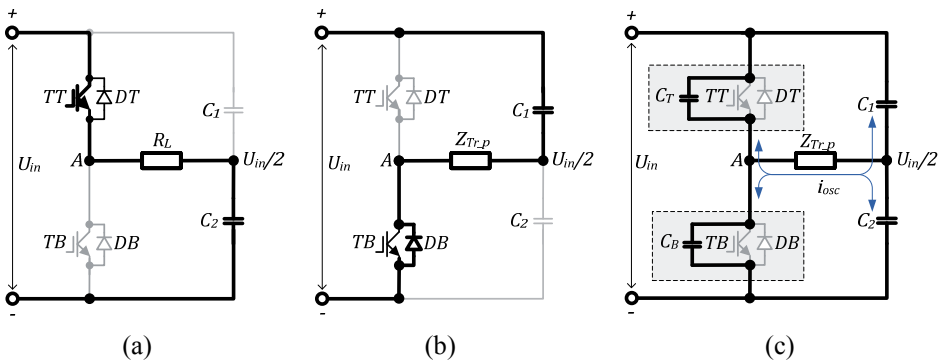 +
TT
DT
C1
A
RL
Uin/2
Uin
C2
TB
DB
-
(a)
+
TT
DT
C1
A
ZTr_p
Uin/2
Uin
C2
TB
DB
-
(b)
+
CT
TT
DT
C1
A
ZTr_p
Uin/2
Uin
iosc
C2
CB
TB
DB
-
(c)